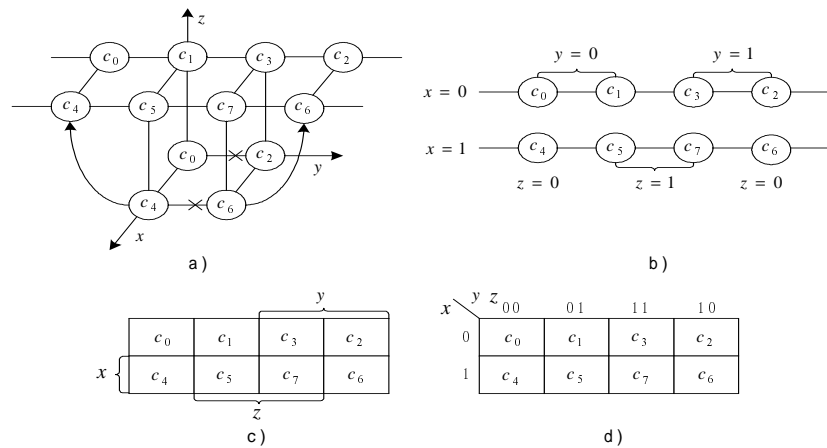 z
c₀ c₁ c₃ c₂
c₄ c₅ c₇ c₆
c₀ c₂
y
c₄ c₆
x
a)
y = 0 y = 1
x = 0 c₀ c₁ c₃ c₂
x = 1 c₄ c₅ c₇ c₆
z = 0 z = 1 z = 0
b)
y
c₀ c₁ c₃ c₂
x c₄ c₅ c₇ c₆
z
c)
x y z 00 01 11 10
0 c₀ c₁ c₃ c₂
1 c₄ c₅ c₇ c₆
d)